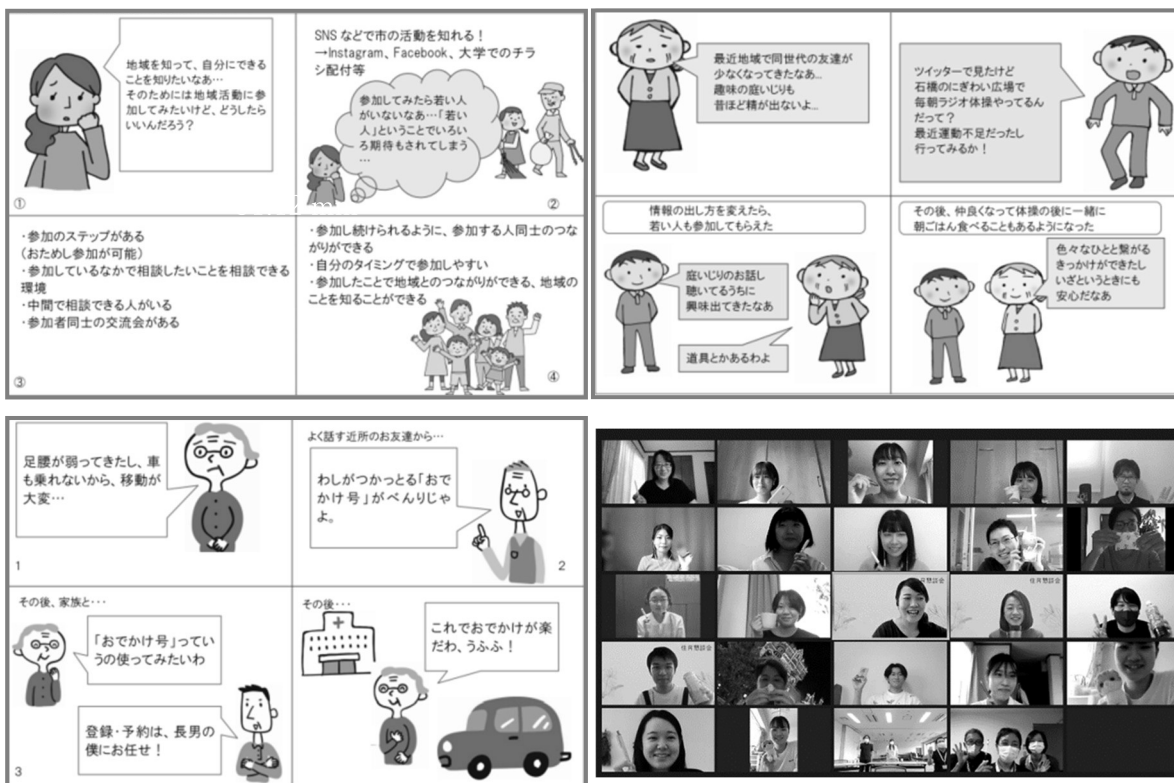 地域を知って、自分にできる
ことを知りたいなあ…
そのためには地域活動に参
加してみたいけど、どうしたら
いいんだろう?
①
SNS などで市の活動を知れる!
→Instagram、Facebook、大学でのチラ
シ配付等
参加してみたら若い人
がいないなあ…「若い
人」ということでいろい
ろ期待もされてしまう
…
②
・参加のステップがある
(おためし参加が可能)
・参加しているなかで相談したいことを相談できる
環境
・中間で相談できる人がいる
・参加者同士の交流会がある
③
・参加し続けられるように、参加する人同士のつな
がりができる
・自分のタイミングで参加しやすい
・参加したことで地域とのつながりができる、地域の
ことを知ることができる
④
最近地域で同世代の友達が
少なくなってきたなあ…
趣味の庭いじりも
昔ほど精が出ないよ…
ツイッターで見たけど
石橋のにぎわい広場で
毎朝ラジオ体操やってるん
だって?
最近運動不足だったし
行ってみるか!
情報の出し方を変えたら、
若い人も参加してもらえた
庭いじりのお話し
聴いてるうちに
興味出てきたなあ
道具とかあるわよ
その後、仲良くなって体操の後に一緒に
朝ごはん食べることもあるようになった
色々なひとと繋がる
きっかけができたし
いざというときにも
安心だなあ
足腰が弱ってきたし、車
も乗れないから、移動が
大変…
1
よく話す近所のお友達から…
わしがつかっとる「おで
かけ号」がべんりじゃ
よ。
2
その後、家族と・・・
「おでかけ号」ってい
うの使ってみたいわ
登録・予約は、長男の
僕にお任せ!
3
その後・・・
これでおでかけが楽
だわ、うふふ!